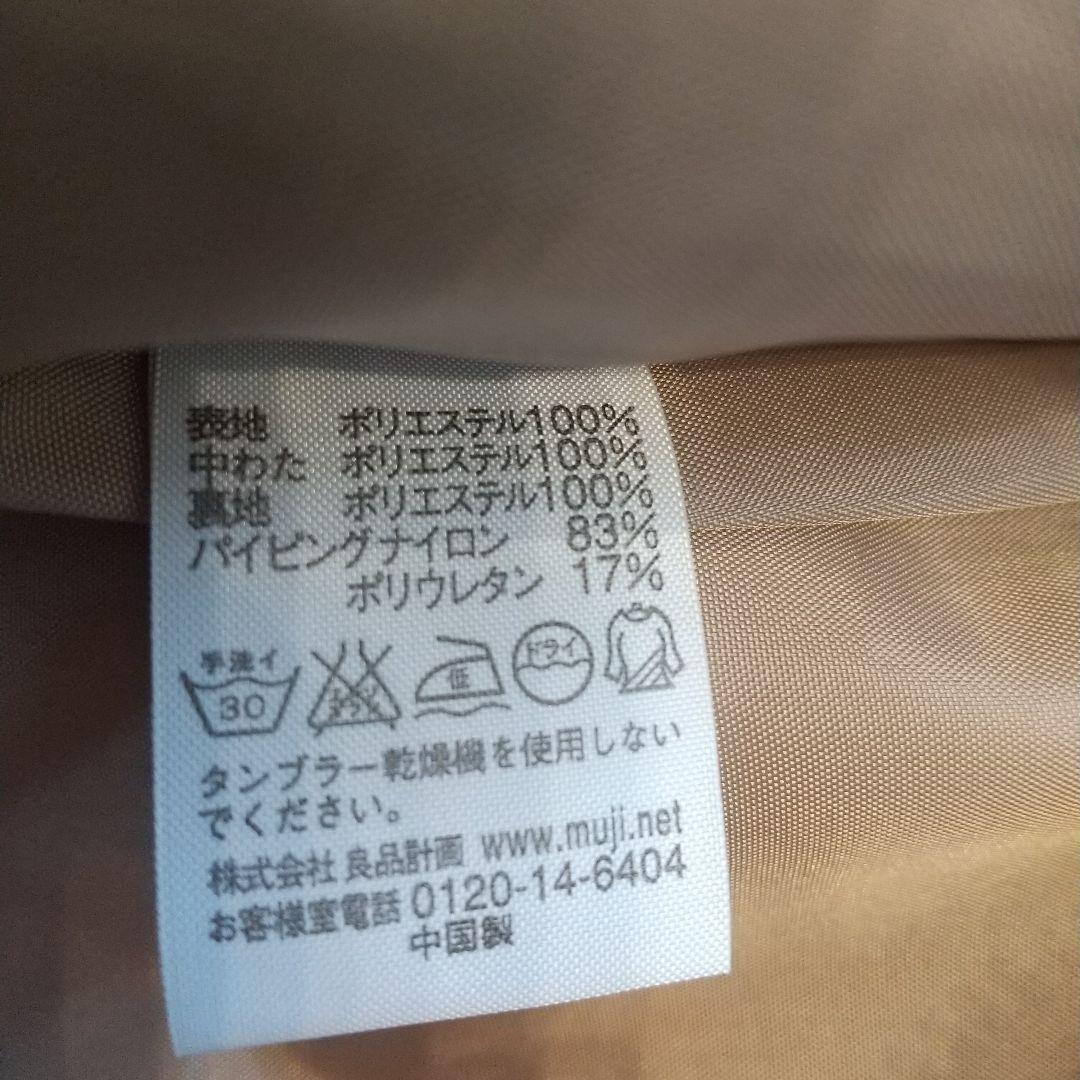 表地 ポリエステル100%
中わた ポリエステル100%
裏地 ポリエステル100%
パイピングナイロン 83%
ポリウレタン 17%
手洗イ
30
低
ドライ
タンブラー乾燥機を使用しない
でください。
株式会社 良品計画 www.muji.net
お客様室電話 0120-14-6404
中国製